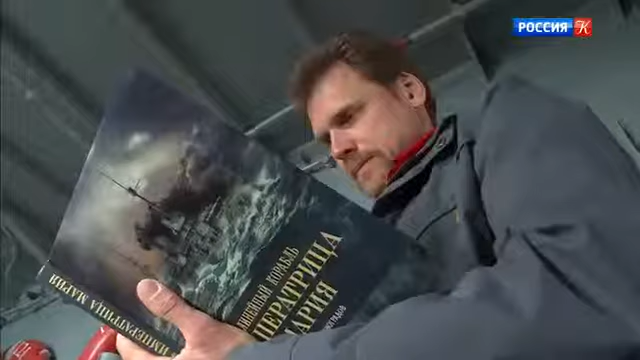 РОССИЯ К
ЛИНЕЙНЫЙ КОРАБЛЬ
ИМПЕРАТРИЦА
МАРИЯ
ИМПЕРАТРИЦА МАРИЯ